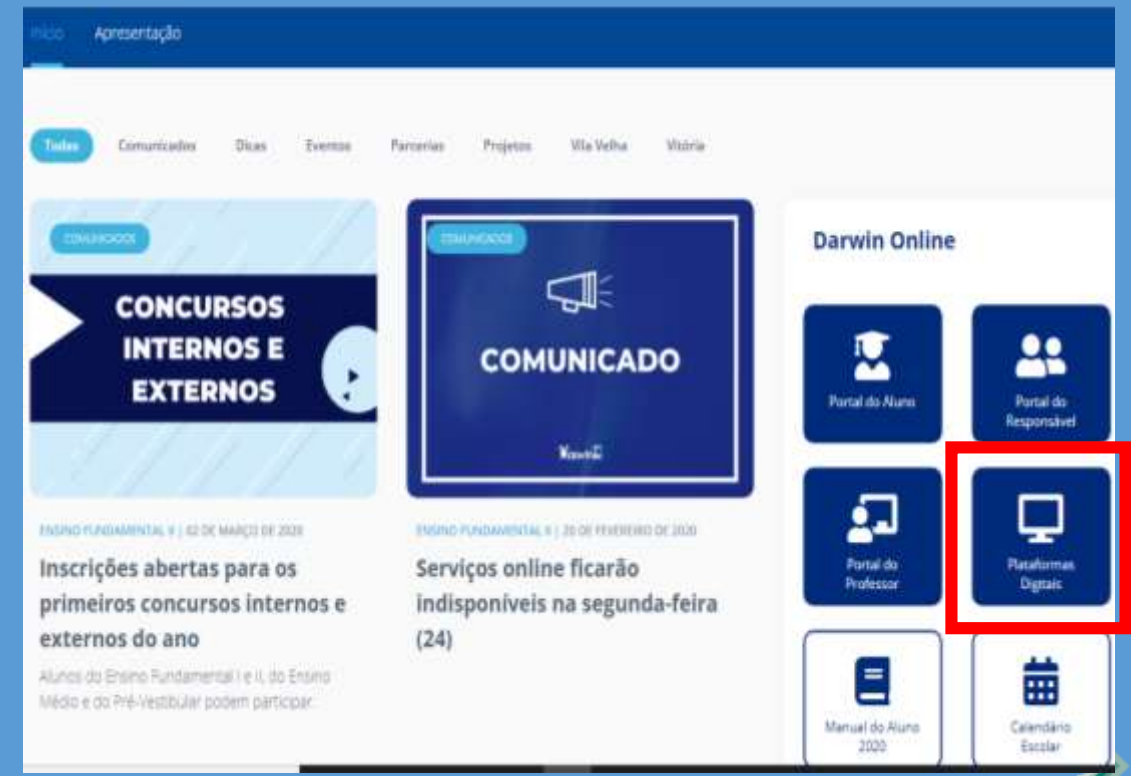 Início Apresentação
Todas Comunicados Dicas Eventos Parcerias Projetos Vila Velha Vitória
COMUNICADOS
CONCURSOS
INTERNOS E
EXTERNOS
ENSINO FUNDAMENTAL II | 02 DE MARÇO DE 2020
Inscrições abertas para os
primeiros concursos internos e
externos do ano
Alunos do Ensino Fundamental I e II, do Ensino
Médio e do Pré-Vestibular podem participar.
COMUNICADOS
COMUNICADO
ENSINO FUNDAMENTAL II | 20 DE FEVEREIRO DE 2020
Serviços online ficarão
indisponíveis na segunda-feira
(24)
Darwin Online
Portal do Aluno
Portal do
Responsável
Portal do
Professor
Plataformas
Digitais
Manual do Aluno
2020
Calendário
Escolar